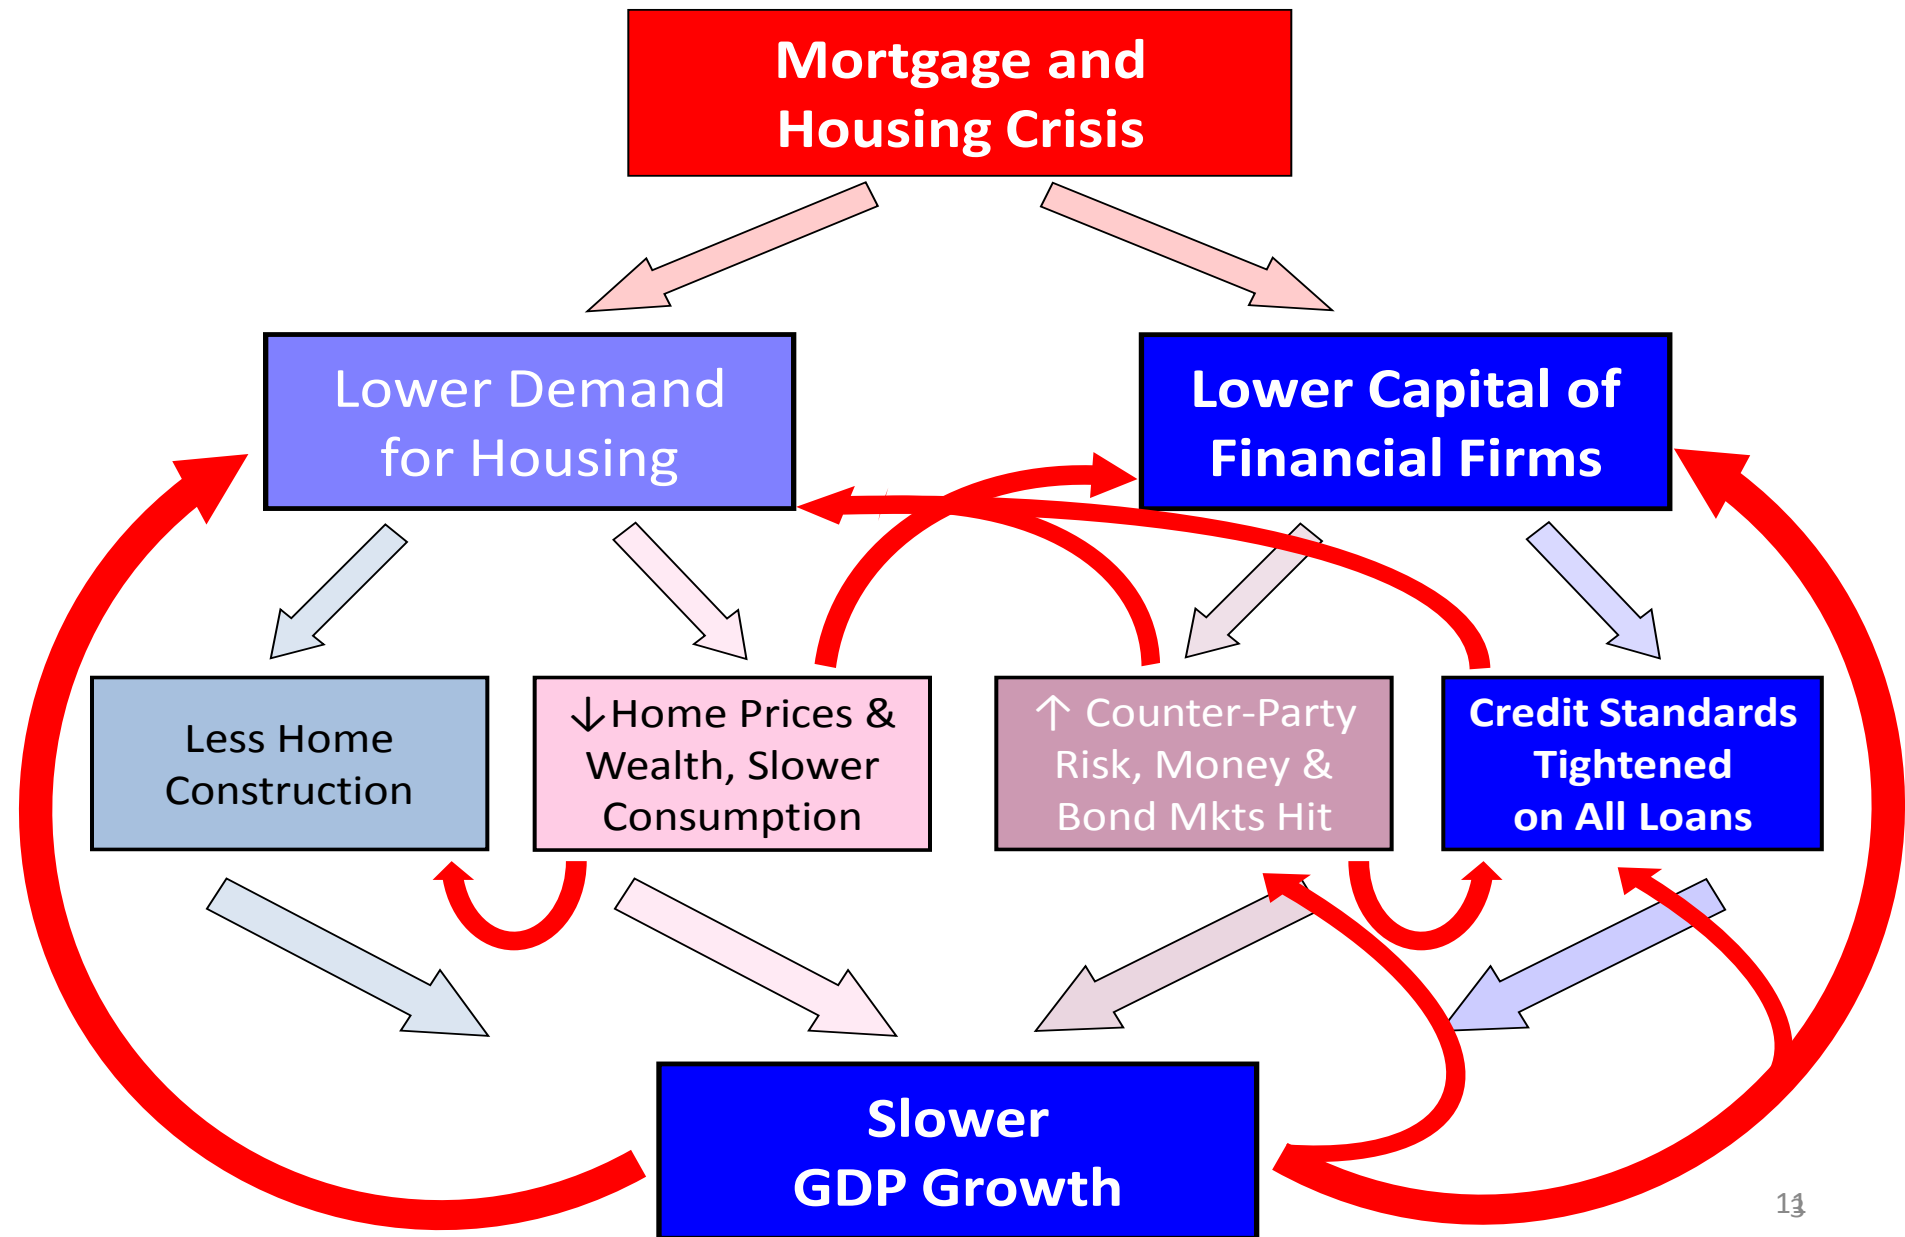 Mortgage and
Housing Crisis
Lower Demand
for Housing
Lower Capital of
Financial Firms
Less Home
Construction
↓Home Prices &
Wealth, Slower
Consumption
↑ Counter-Party
Risk, Money &
Bond Mkts Hit
Credit Standards
Tightened
on All Loans
Slower
GDP Growth